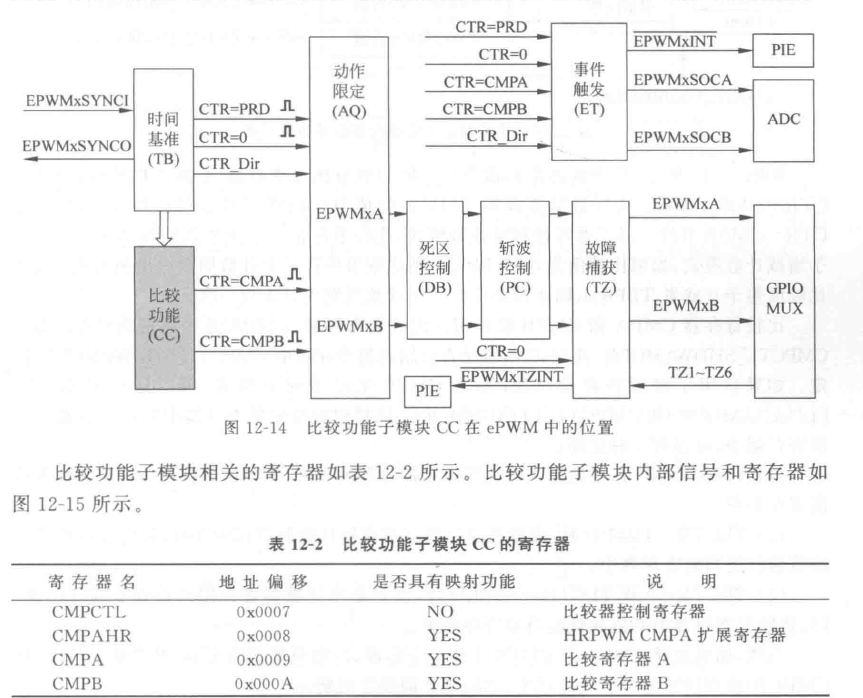 CTR=PRD
CTR=0
CTR=CMPA
CTR=CMPB
CTR_Dir
事件
触发
(ET)
EPWMxINT
EPWMxSOCA
EPWMxSOCB
PIE
ADC
EPWMxSYNCI
EPWMxSYNCO
时间
基准
(TB)
CTR=PRD
CTR=0
CTR_Dir
动作
限定
(AQ)
EPWMxA
EPWMxB
死区
控制
(DB)
斩波
控制
(PC)
故障
捕获
(TZ)
EPWMxA
EPWMxB
GPIO
MUX
比较
功能
(CC)
CTR=CMPA
CTR=CMPB
CTR=0
EPWMxTZINT
PIE
TZ1~TZ6
图 12-14 比较功能子模块 CC 在 ePWM 中的位置
比较功能子模块相关的寄存器如表 12-2 所示。比较功能子模块内部信号和寄存器如
图 12-15 所示。
表 12-2 比较功能子模块 CC 的寄存器
寄存器名 地址偏移 是否具有映射功能 说 明
CMPCTL 0x0007 NO 比较器控制寄存器
CMPAHR 0x0008 YES HRPWM CMPA 扩展寄存器
CMPA 0x0009 YES 比较寄存器 A
CMPB 0x000A YES 比较寄存器 B